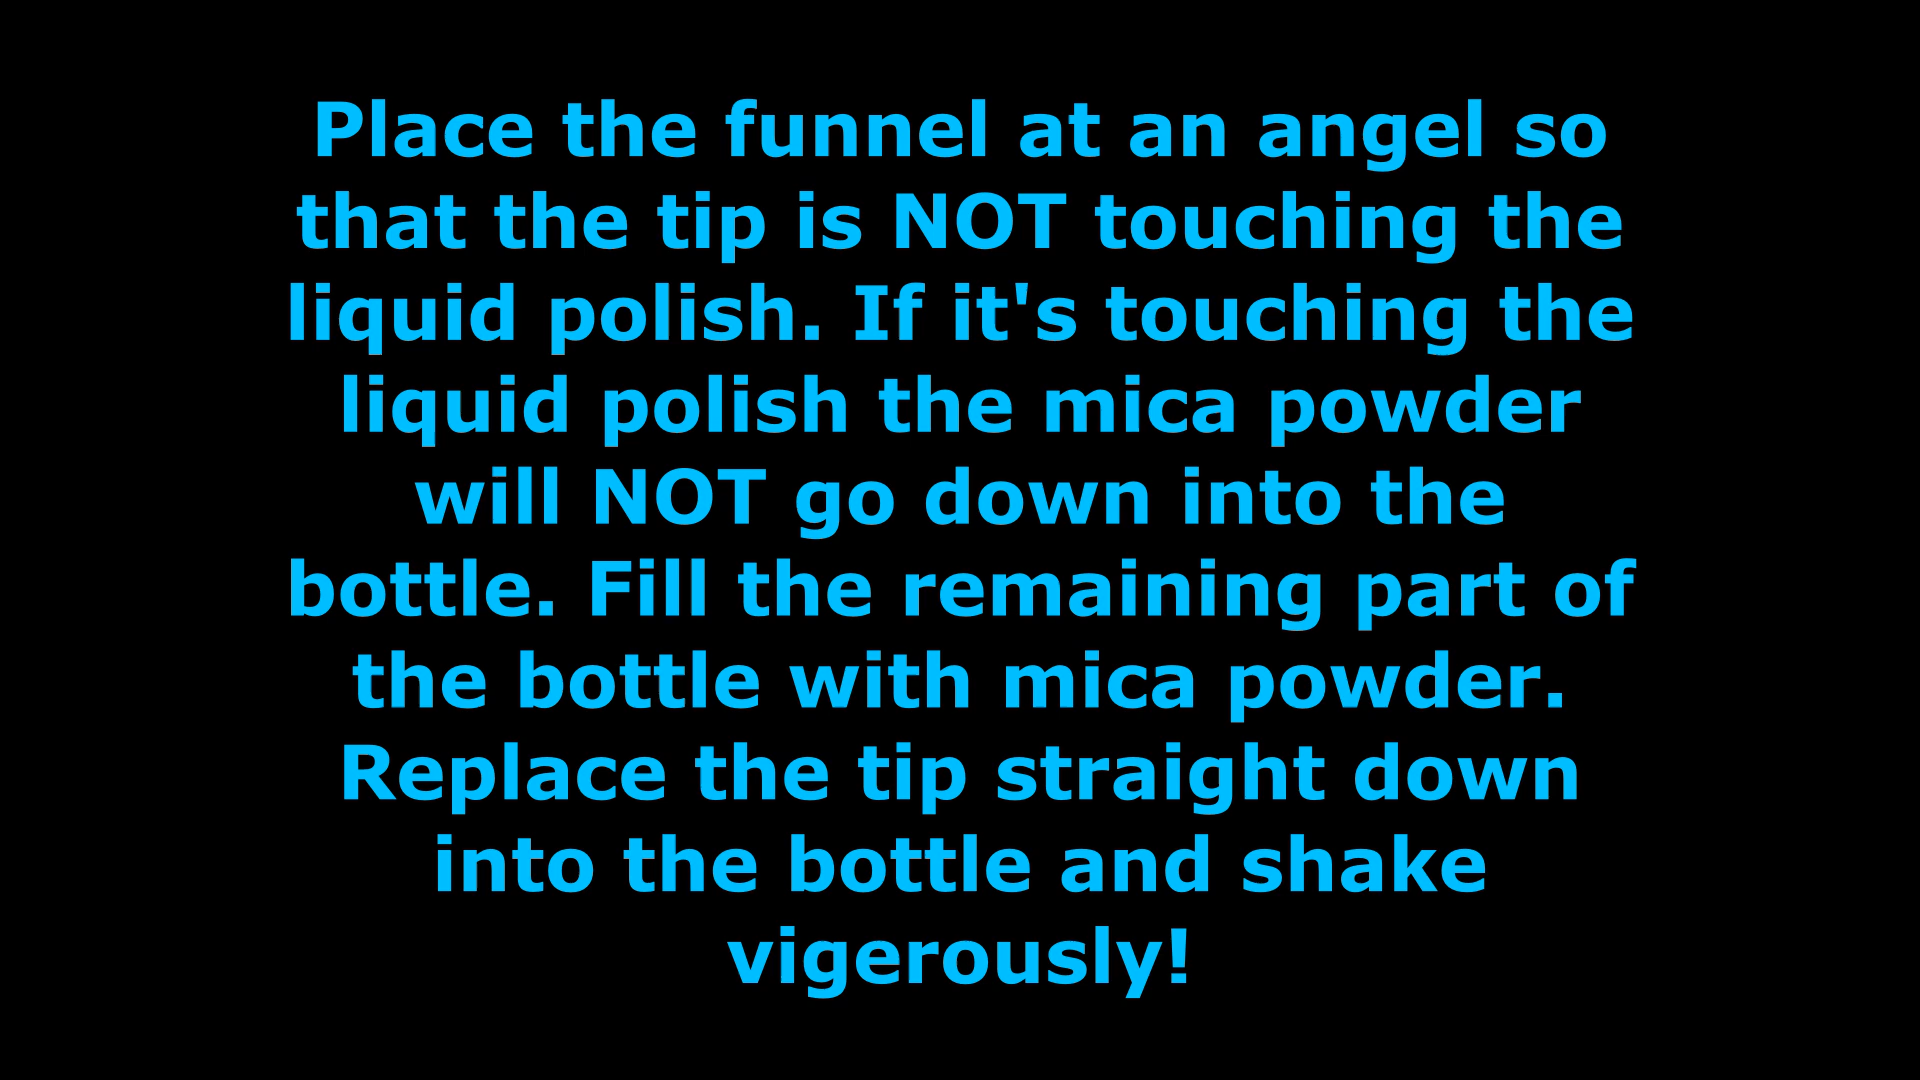 Place the funnel at an angel so
that the tip is NOT touching the
liquid polish. If it's touching the
liquid polish the mica powder
will NOT go down into the
bottle. Fill the remaining part of
the bottle with mica powder.
Replace the tip straight down
into the bottle and shake
vigerously!